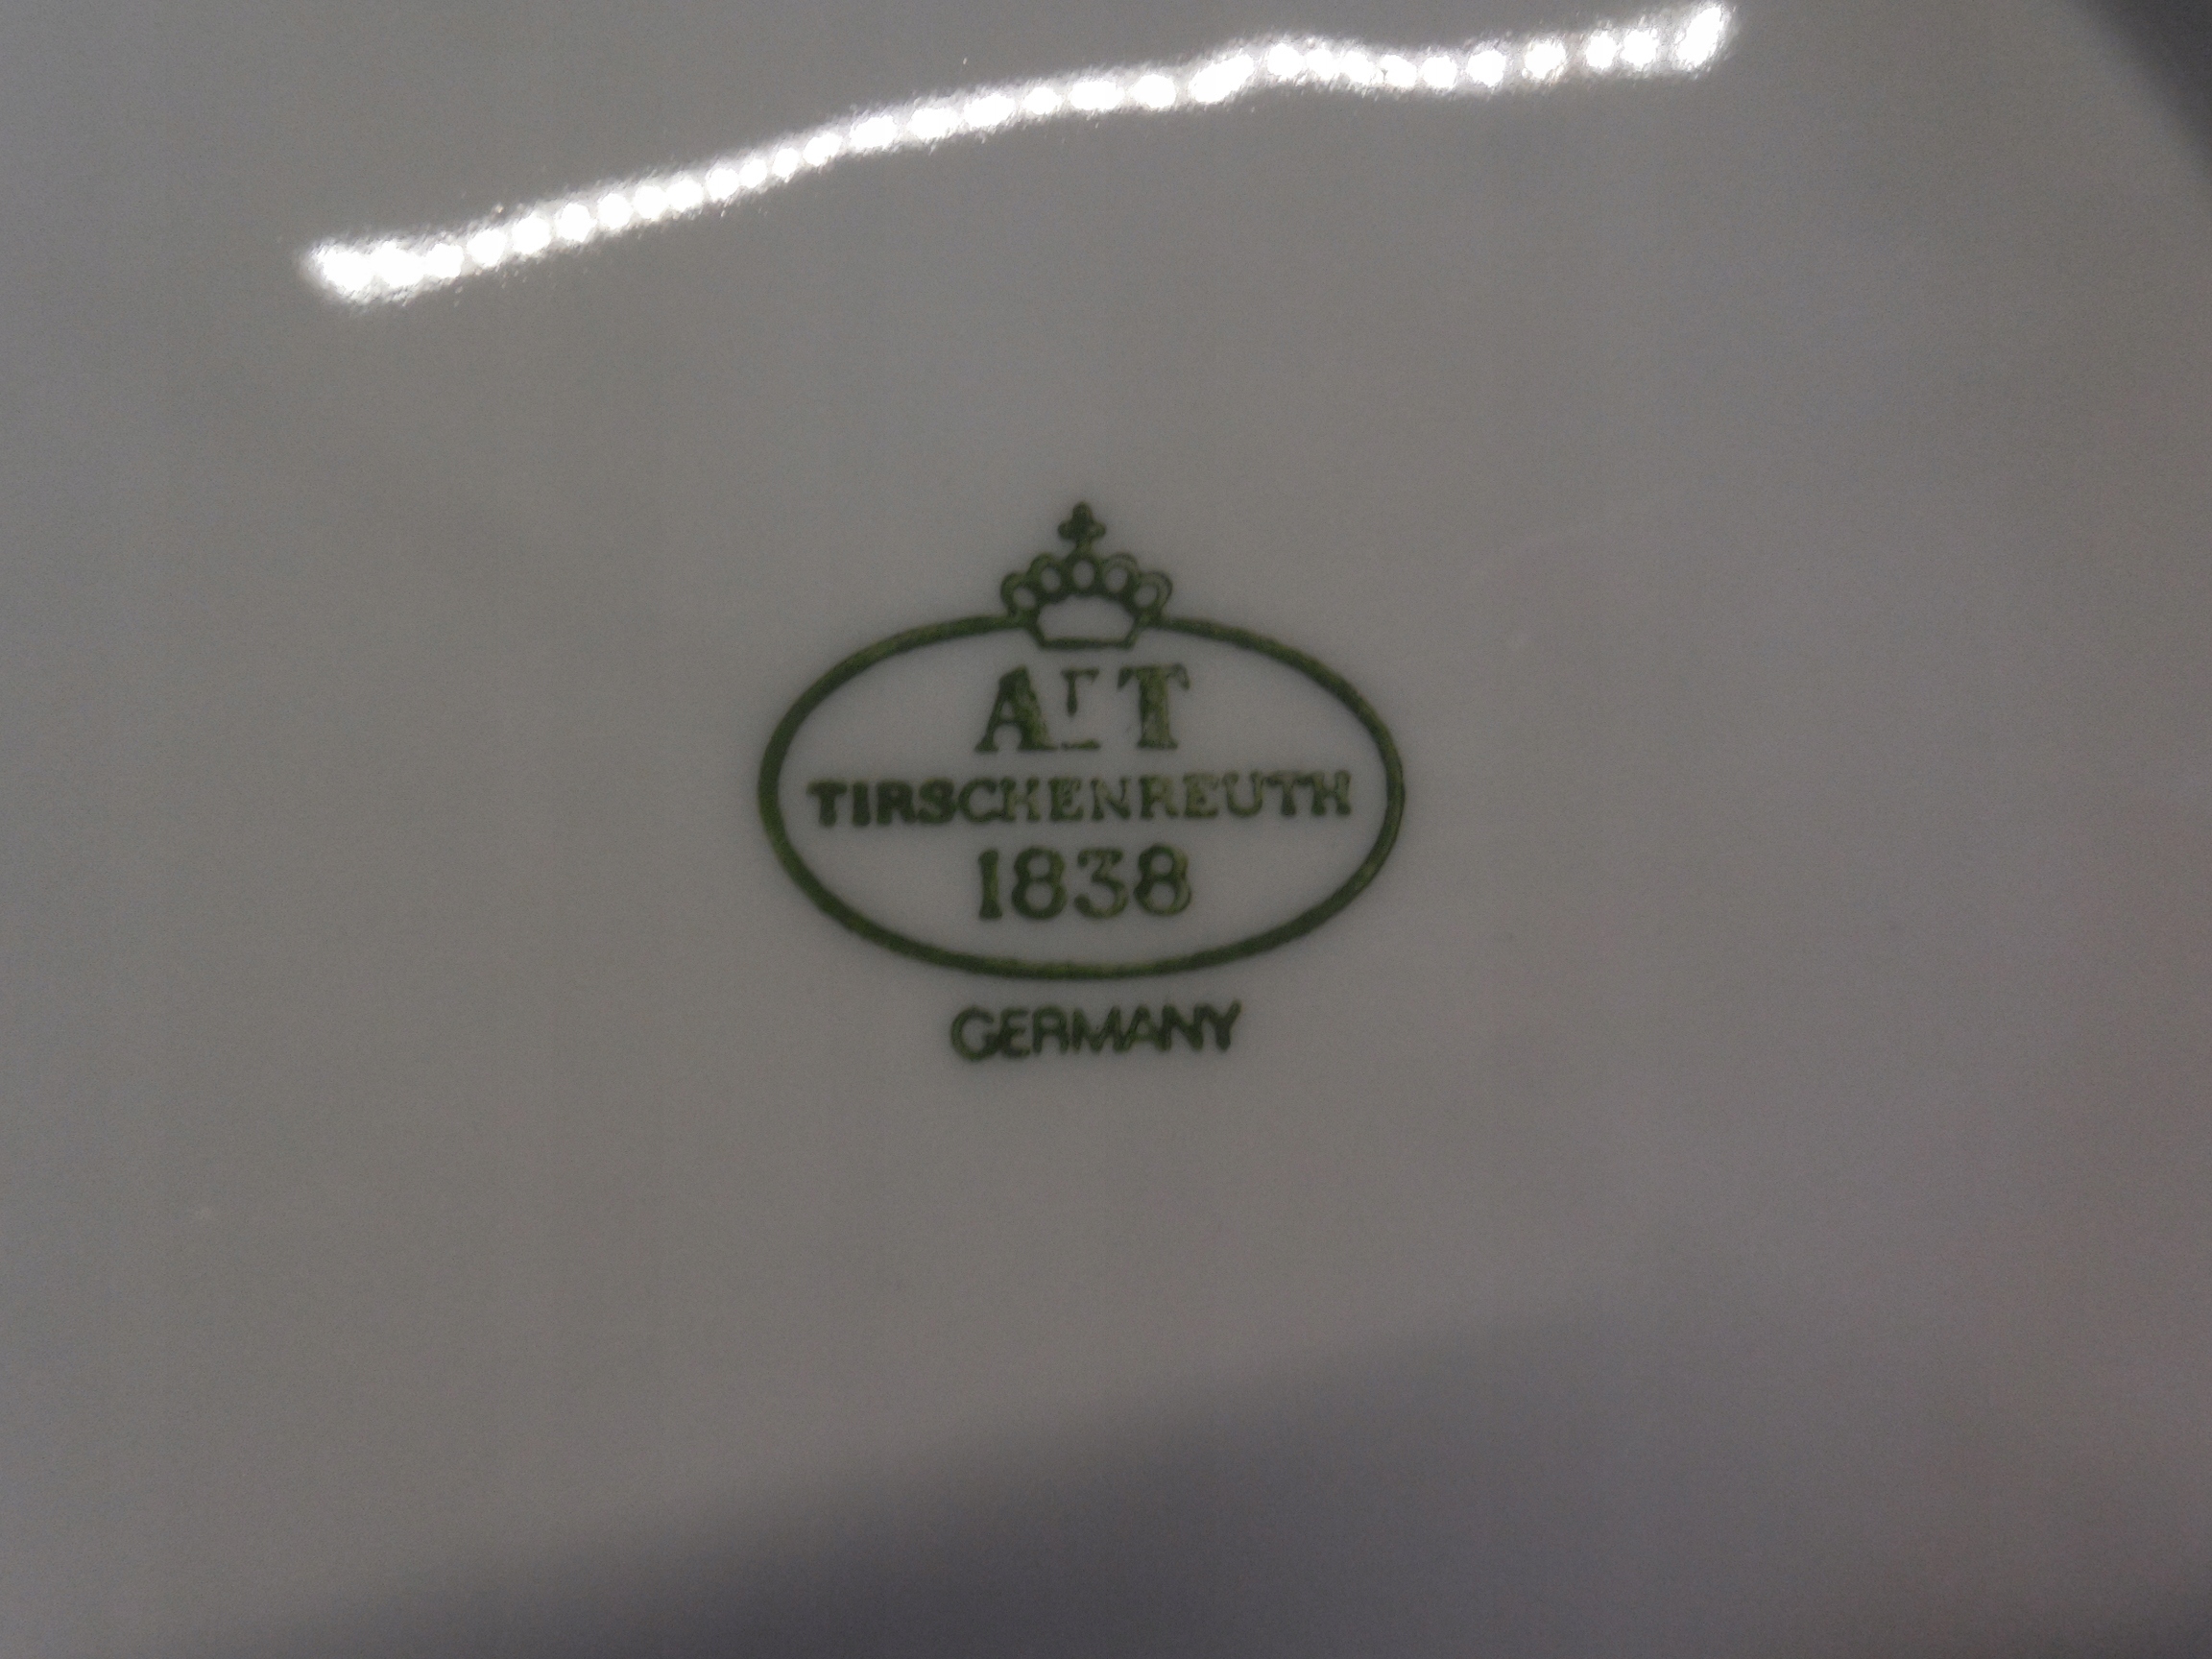 ALT
TIRSCHENREUTH
1838
GERMANY